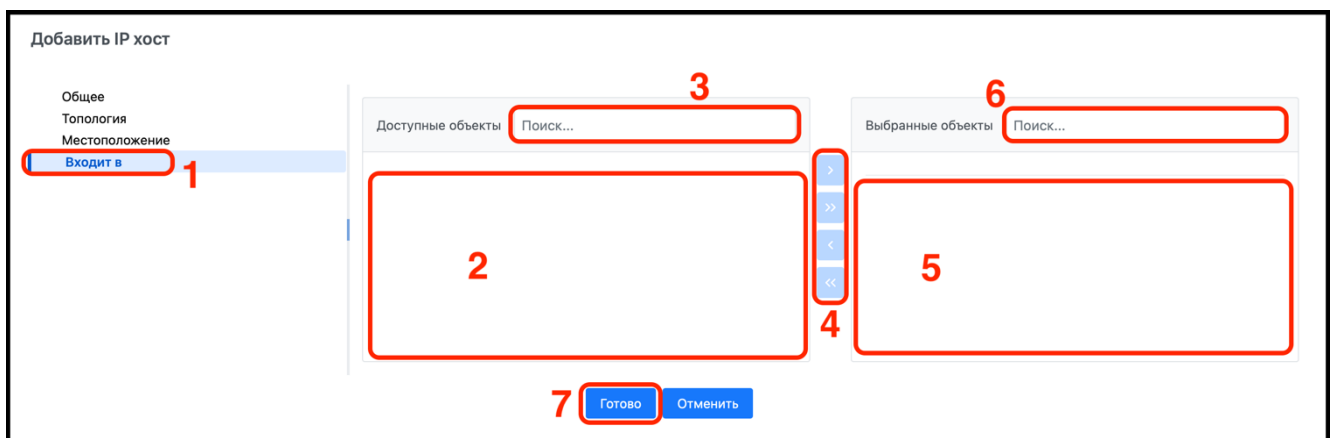 Добавить IP хост
Общее
Топология
Местоположение
Входит в
1
3
Доступные объекты Поиск...
2
>
>>
<
<<
4
6
Выбранные объекты Поиск...
5
7
Готово Отменить